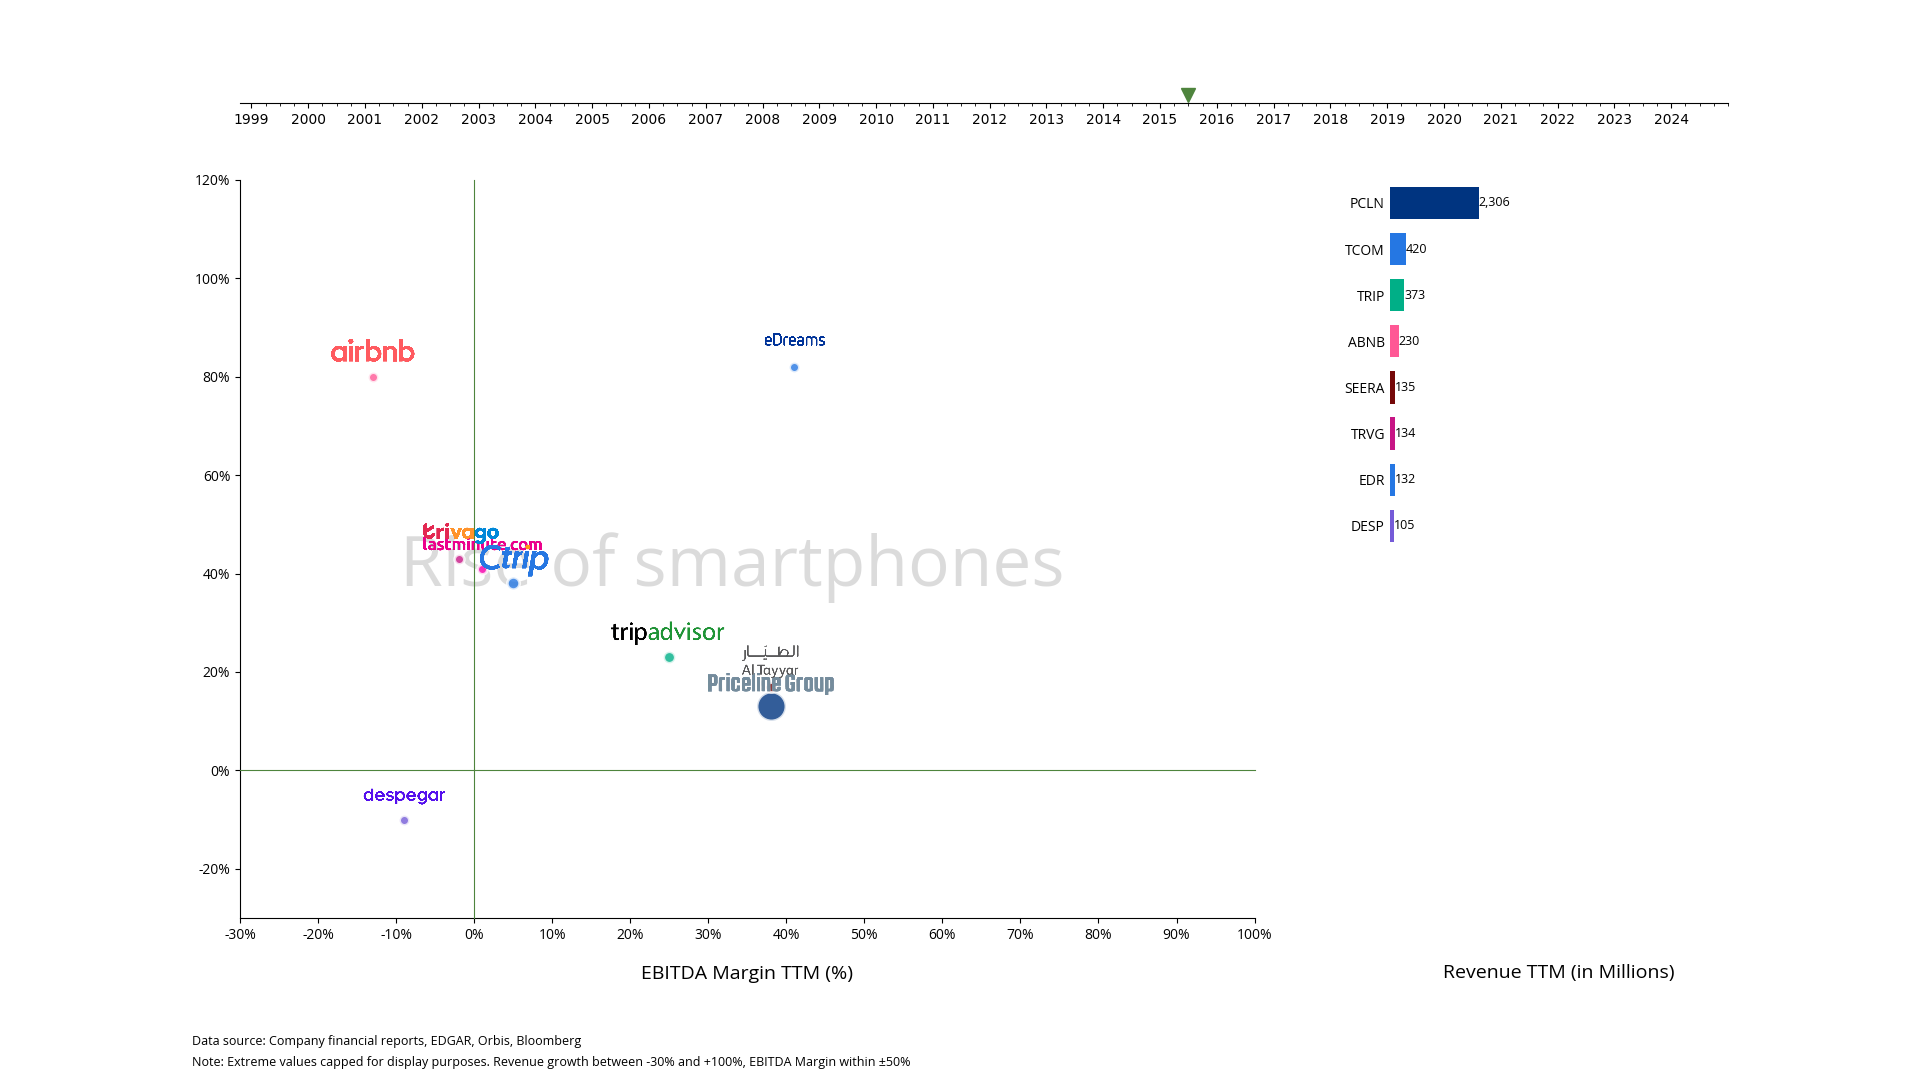 1999 2000 2001 2002 2003 2004 2005 2006 2007 2008 2009 2010 2011 2012 2013 2014 2015 2016 2017 2018 2019 2020 2021 2022 2023 2024
120%
100%
80%
60%
40%
20%
0%
-20%
-30% -20% -10% 0% 10% 20% 30% 40% 50% 60% 70% 80% 90% 100%
EBITDA Margin TTM (%)
Rise of smartphones
airbnb
eDreams
trivago
lastminute.com
Ctrip
tripadvisor
الطيّار
Al Tayyar
Priceline Group
despegar
PCLN 2,306
TCOM 420
TRIP 373
ABNB 230
SEERA 135
TRVG 134
EDR 132
DESP 105
Revenue TTM (in Millions)
Data source: Company financial reports, EDGAR, Orbis, Bloomberg
Note: Extreme values capped for display purposes. Revenue growth between -30% and +100%, EBITDA Margin within ±50%